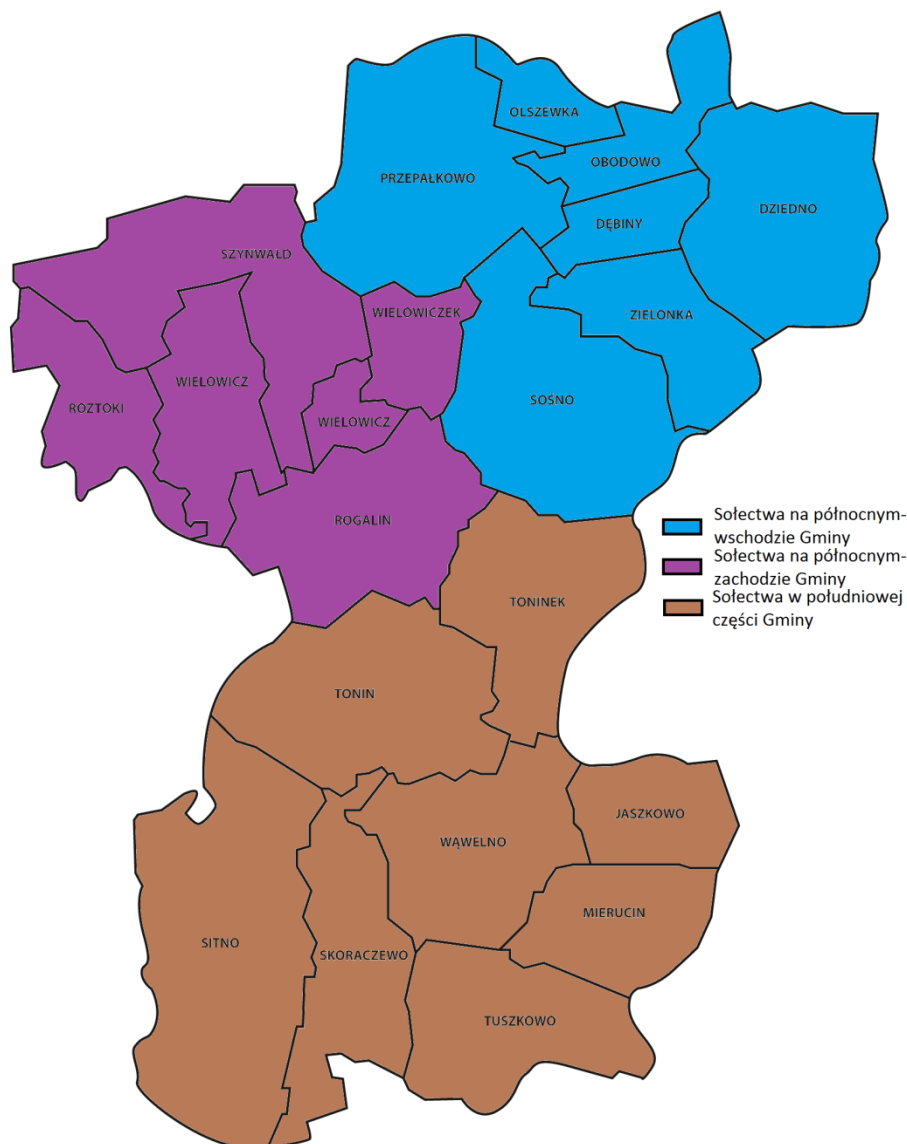 OLSZEWKA
OBODOWO
PRZEPAŁKOWO
DZIEDNO
DĘBINY
SZYNWAŁD
WIELOWICZEK
ZIELONKA
WIELOWICZ
ROZTOKI
SOŚNO
WIELOWICZ
ROGALIN
Sołectwa na północnym-
wschodzie Gminy
Sołectwa na północnym-
zachodzie Gminy
Sołectwa w południowej
części Gminy
TONINEK
TONIN
JASZKOWO
WĄWELNO
MIERUCIN
SITNO
SKORACZEWO
TUSZKOWO